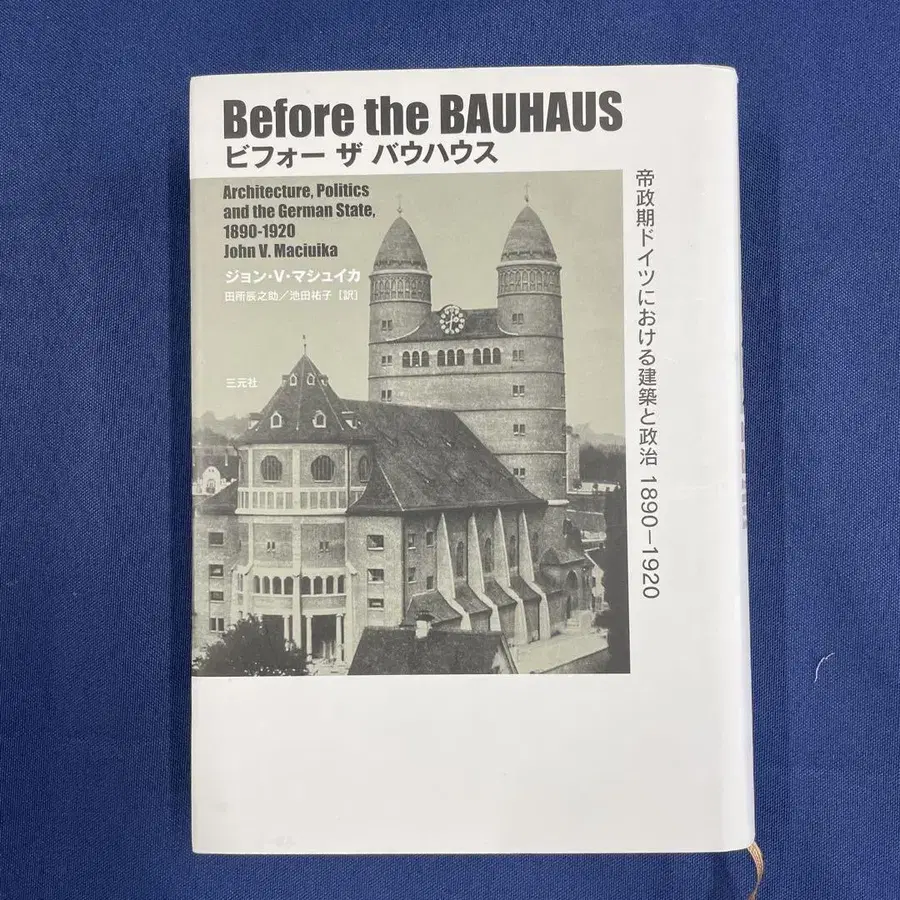 Before the BAUHAUS
ビフォー ザ バウハウス
Architecture, Politics
and the German State,
1890-1920
John V. Maciuika
ジョン・V・マシュイカ
田所辰之助／池田祐子［訳］
三元社
帝政期ドイツにおける建築と政治 1890−1920